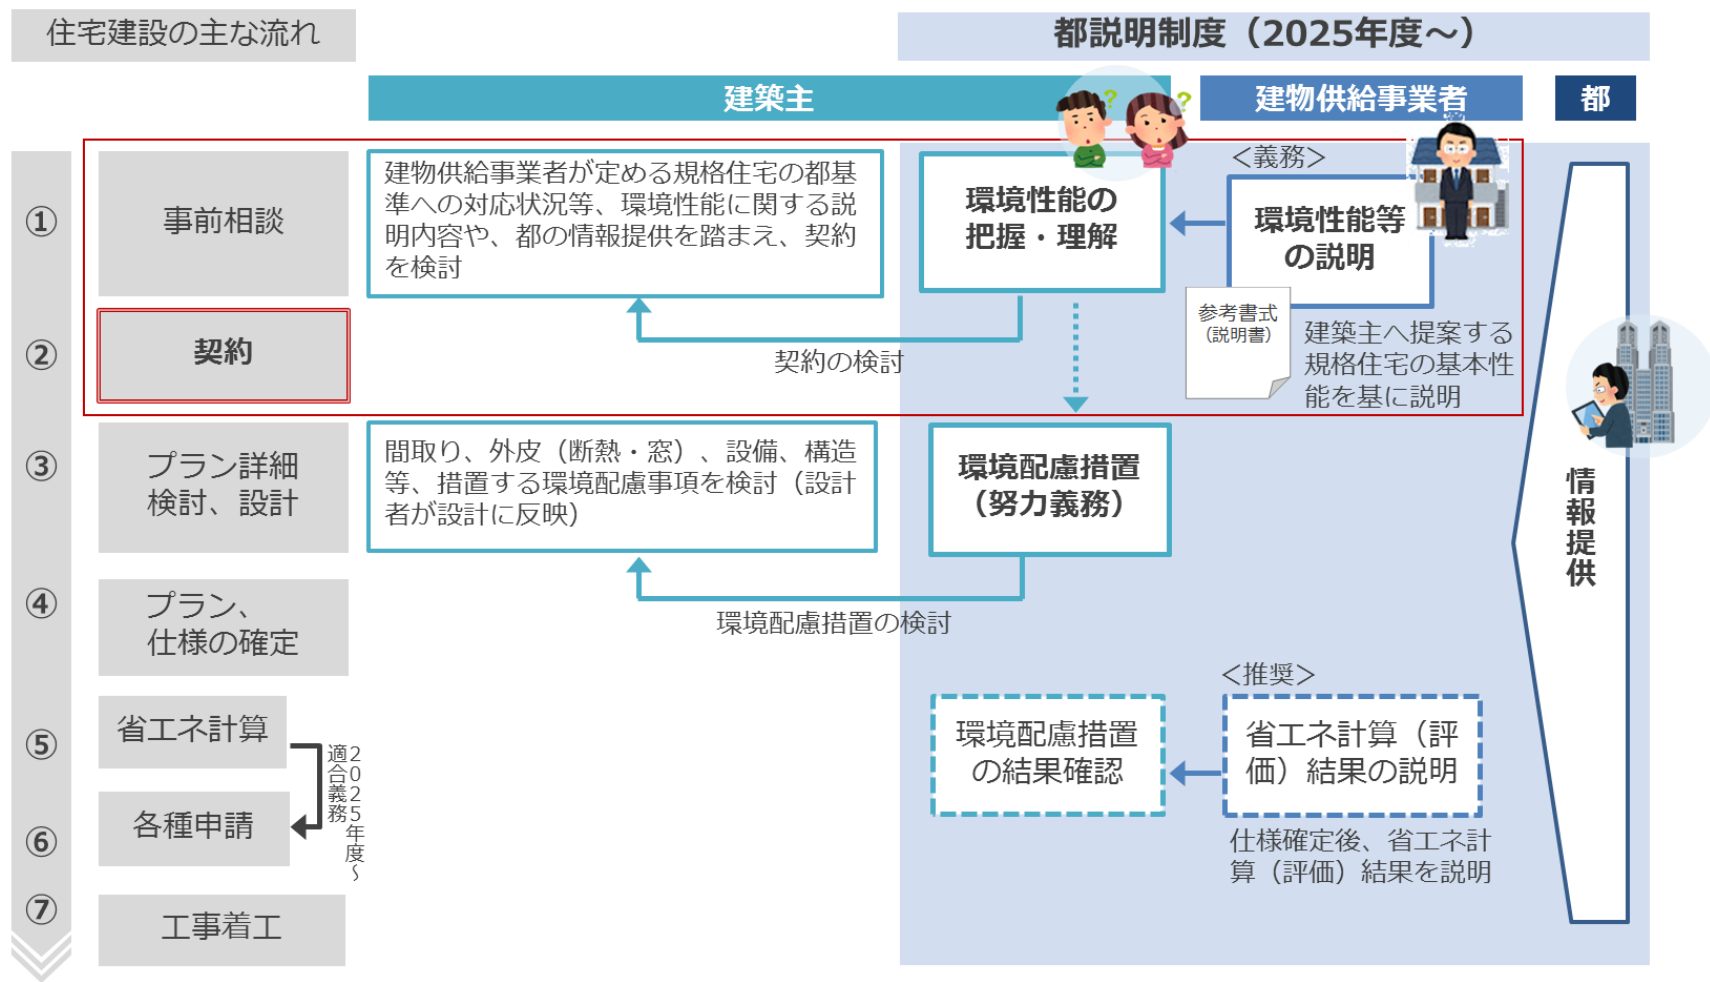 住宅建設の主な流れ
都説明制度（2025年度～）
建築主
建物供給事業者
都
①
事前相談
建物供給事業者が定める規格住宅の都基
準への対応状況等、環境性能に関する説
明内容や、都の情報提供を踏まえ、契約
を検討
環境性能の
把握・理解
？
？
＜義務＞
環境性能等
の説明
②
契約
契約の検討
参考書式
（説明書）
建築主へ提案する
規格住宅の基本性
能を基に説明
③
プラン詳細
検討、設計
間取り、外皮（断熱・窓）、設備、構造
等、措置する環境配慮事項を検討（設計
者が設計に反映）
環境配慮措置
（努力義務）
情報提供
④
プラン、
仕様の確定
環境配慮措置の検討
⑤
省エネ計算
2025年度～
適合義務
環境配慮措置
の結果確認
＜推奨＞
省エネ計算（評
価）結果の説明
仕様確定後、省エネ計
算（評価）結果を説明
⑥
各種申請
⑦
工事着工